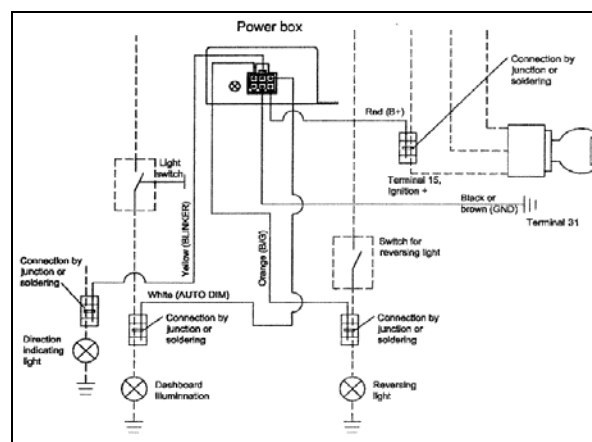 Power box
Connection by
junction or
soldering
Red (B+)
Light
switch
Terminal 15,
Ignition +
Black or
brown (GND)
Terminal 31
Yellow (BLINKER)
Orange (B/G)
Switch for
reversing light
Connection by
junction or
soldering
White (AUTO DIM)
Connection by
junction or
soldering
Connection by
junction or
soldering
Direction
indicating
light
Dashboard
illuminnation
Reversing
light